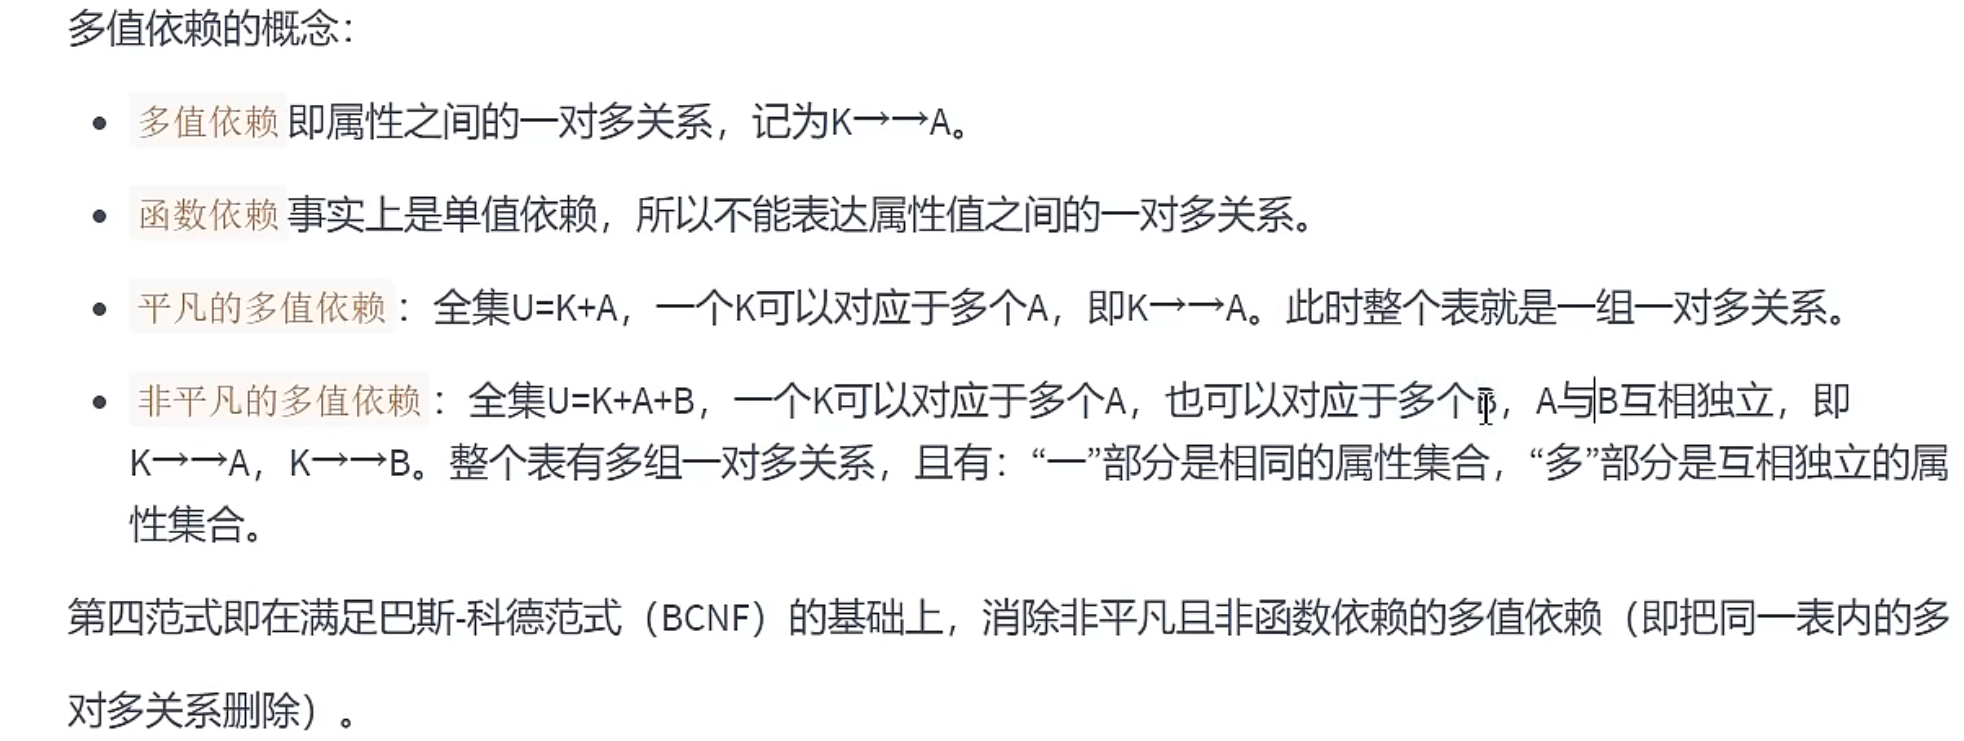 多值依赖的概念：
• 多值依赖即属性之间的一对多关系，记为K→→A。
• 函数依赖事实上是单值依赖，所以不能表达属性值之间的一对多关系。
• 平凡的多值依赖：全集U=K+A，一个K可以对应于多个A，即K→→A。此时整个表就是一组一对多关系。
• 非平凡的多值依赖：全集U=K+A+B，一个K可以对应于多个A，也可以对应于多个B，A与B互相独立，即
K→→A，K→→B。整个表有多组一对多关系，且有：“一”部分是相同的属性集合，“多”部分是互相独立的属
性集合。
第四范式即在满足巴斯-科德范式（BCNF）的基础上，消除非平凡且非函数依赖的多值依赖（即把同一表内的多
对多关系删除）。